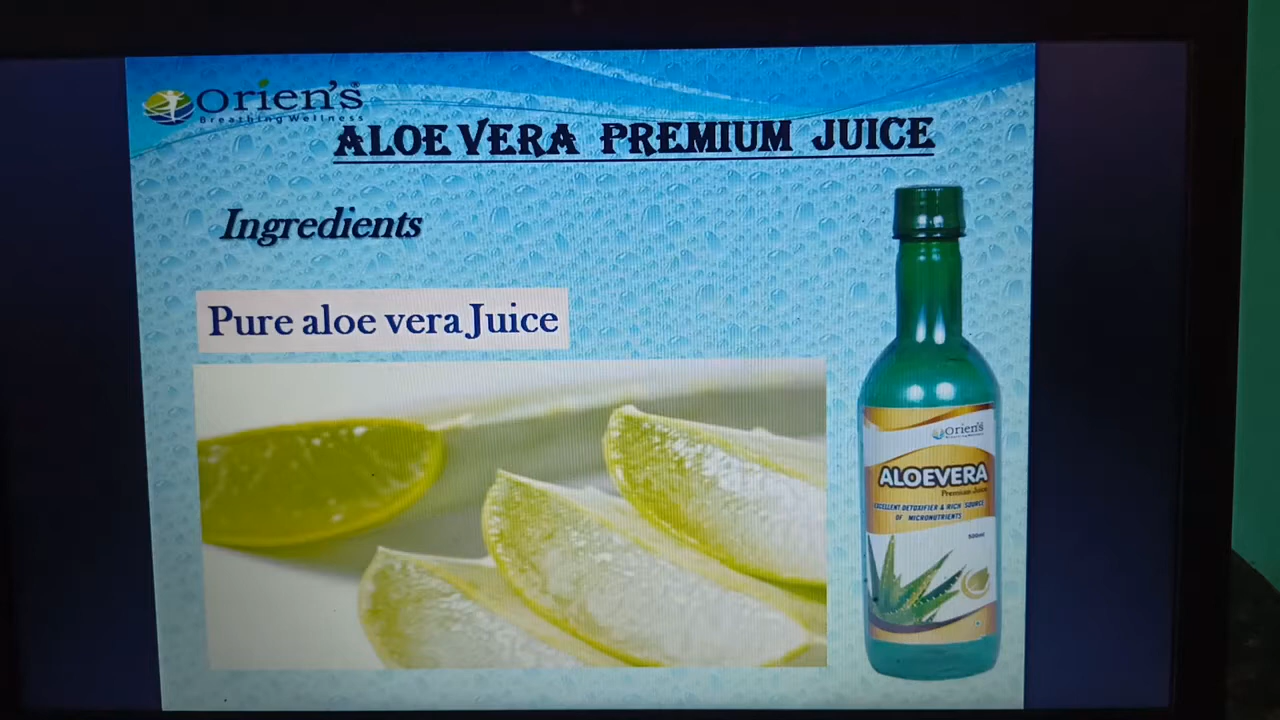 Orien's
Breathing Wellness
ALOE VERA PREMIUM JUICE
Ingredients
Pure aloe vera Juice
Orien's
ALOEVERA
Premium Juice
EXCELLENT DETOXIFIER & RICH SOURCE
OF MICRONUTRIENTS
500ml